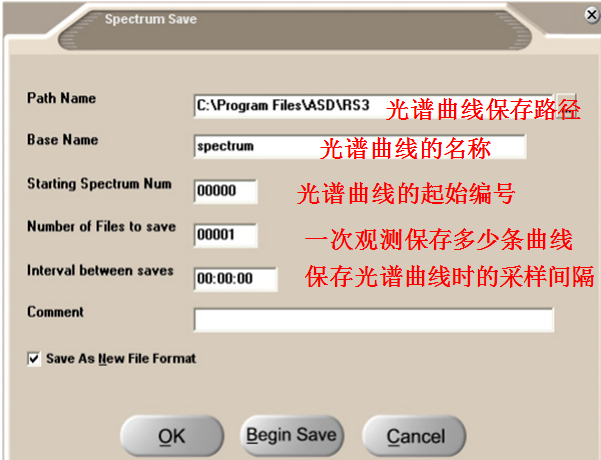 Spectrum Save
Path Name C:\Program Files\ASD\RS3 光谱曲线保存路径
Base Name spectrum 光谱曲线的名称
Starting Spectrum Num 00000 光谱曲线的起始编号
Number of Files to save 00001 一次观测保存多少条曲线
Interval between saves 00:00:00 保存光谱曲线时的采样间隔
Comment
Save As New File Format
OK Begin Save Cancel